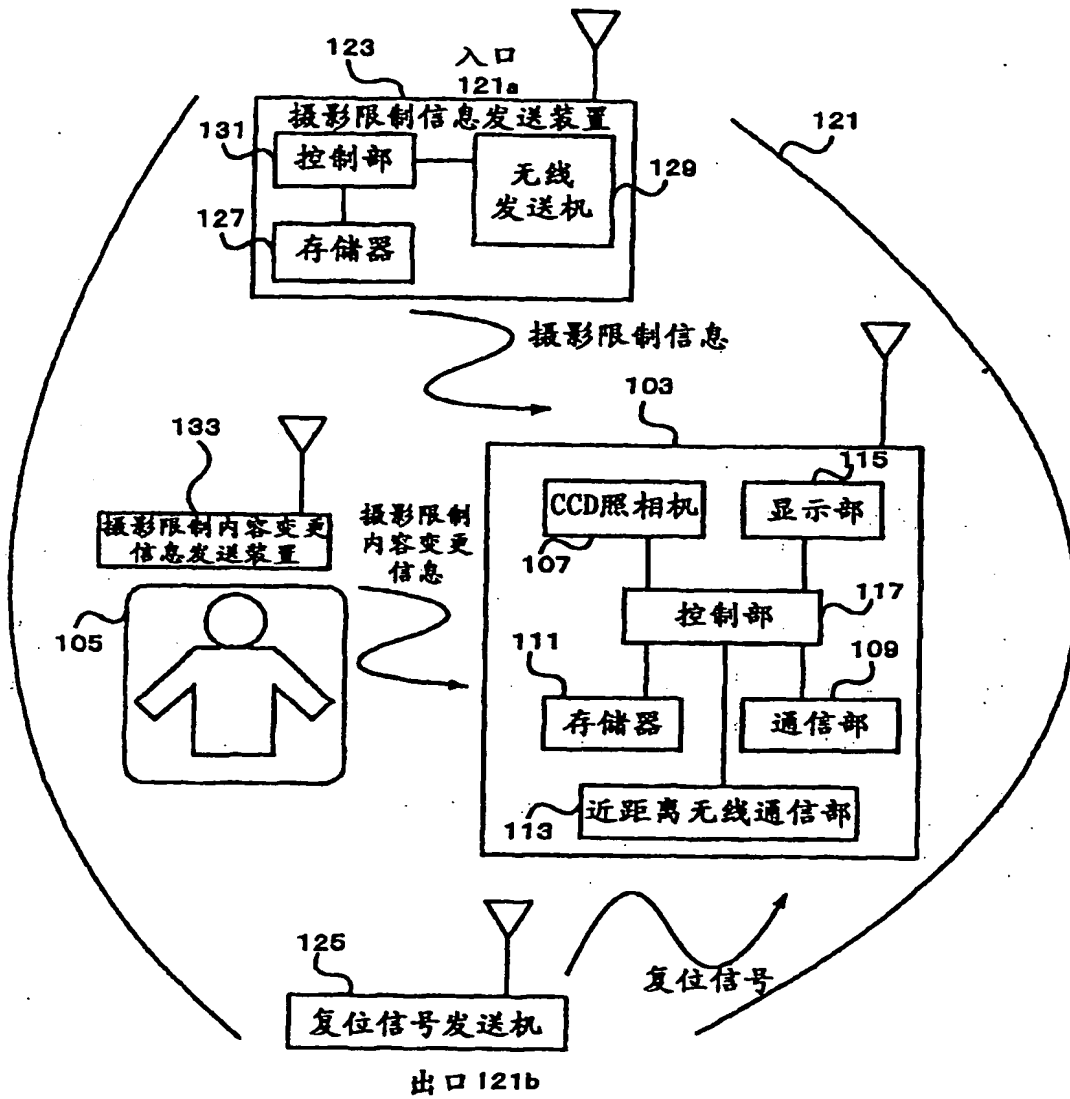 123
入口
121a
摄影限制信息发送装置
131
控制部
无线
发送机
129
127
存储器
121
摄影限制信息
103
133
摄影限制内容变更
信息发送装置
摄影限制
内容变更
信息
105
CCD照相机
107
115
显示部
控制部
117
111
存储器
109
通信部
113
近距离无线通信部
125
复位信号发送机
复位信号
出口121b